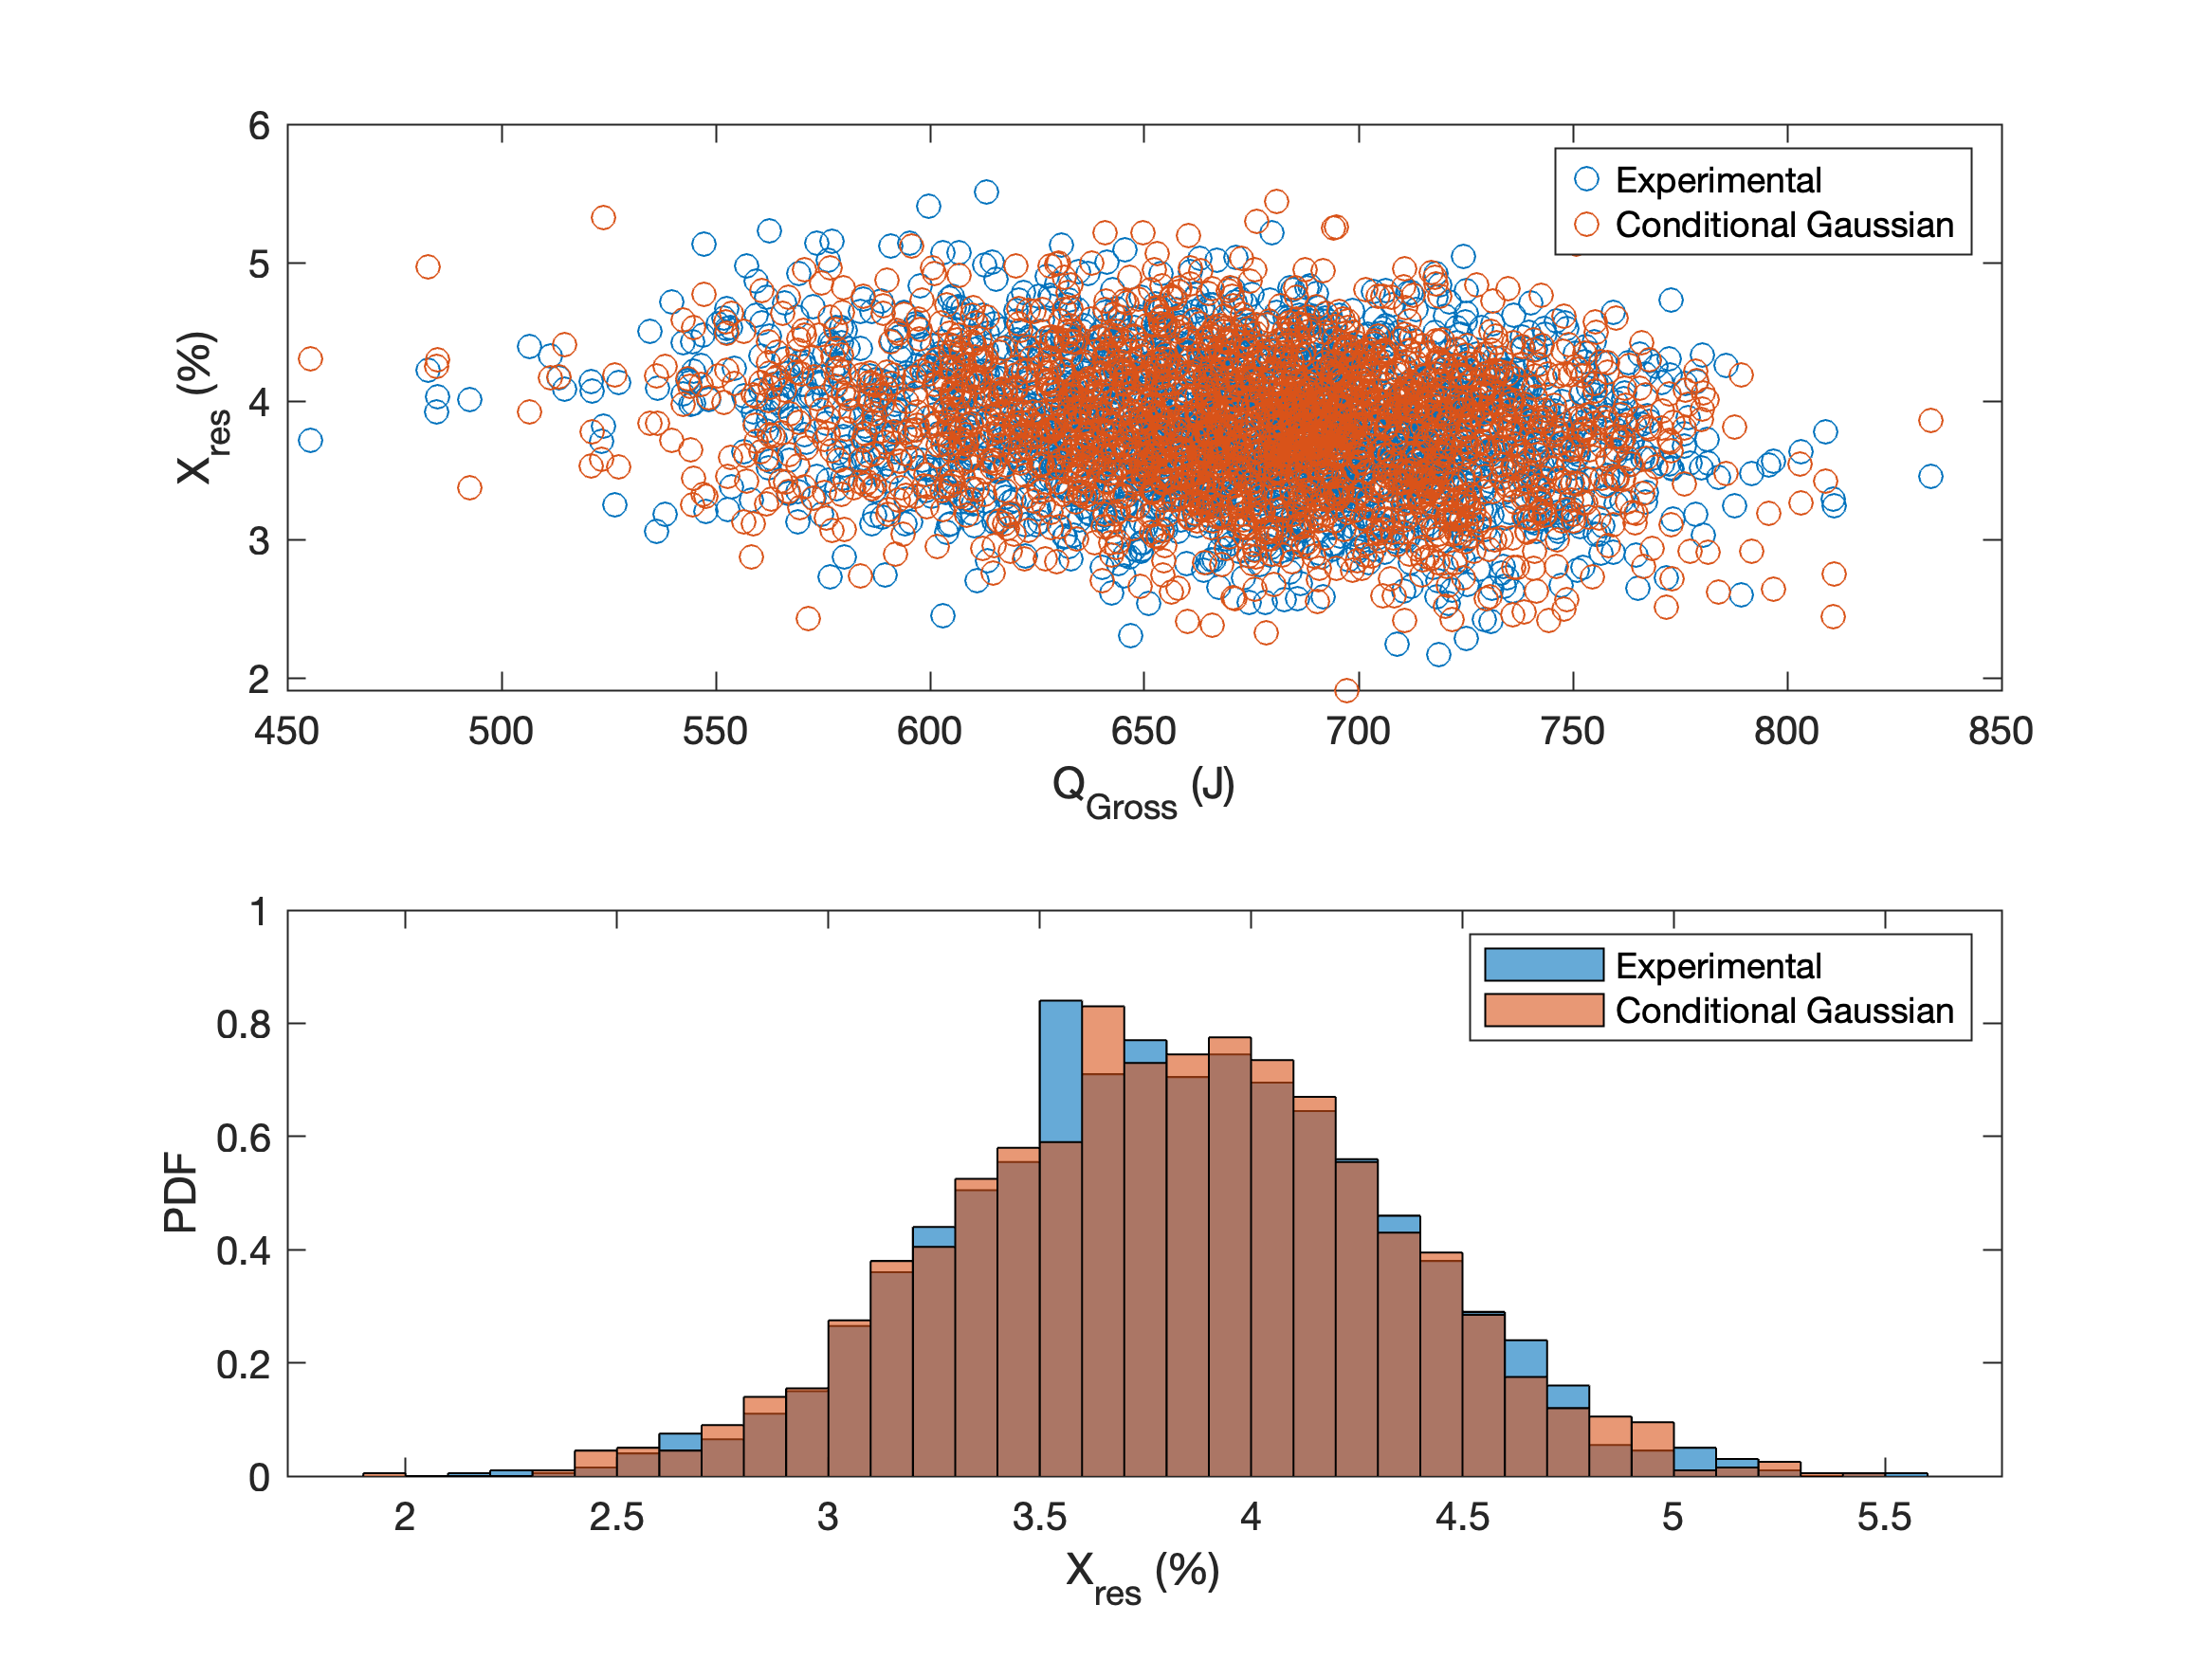 6
5
4
3
2
X_res (%)
Experimental
Conditional Gaussian
450 500 550 600 650 700 750 800 850
Q_Gross (J)
1
0.8
0.6
0.4
0.2
0
PDF
Experimental
Conditional Gaussian
2 2.5 3 3.5 4 4.5 5 5.5
X_res (%)